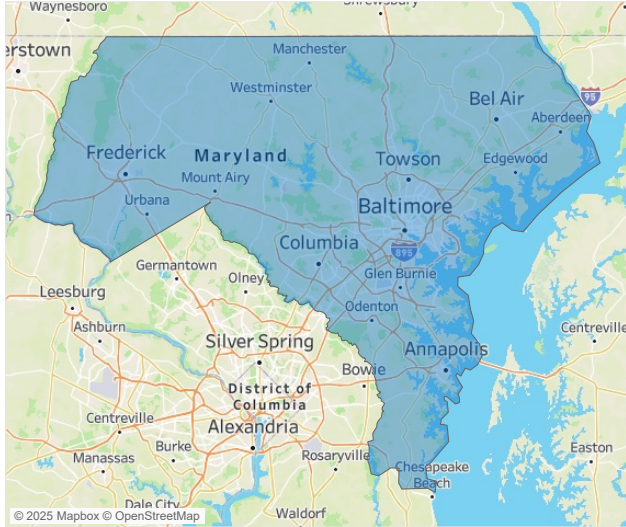 Waynesboro
Shrewsbury
erstown
Manchester
Westminster
95
Bel Air
Aberdeen
Frederick
Maryland
Towson
Edgewood
Mount Airy
Urbana
Baltimore
Columbia
895
Germantown
Glen Burnie
Olney
Leesburg
Odenton
Ashburn
Centreville
Silver Spring
Annapolis
Bowie
District of
Columbia
Centreville
Alexandria
Burke
Easton
Manassas
Rosaryville
Chesapeake
Beach
Dale City
Waldorf
© 2025 Mapbox © OpenStreetMap